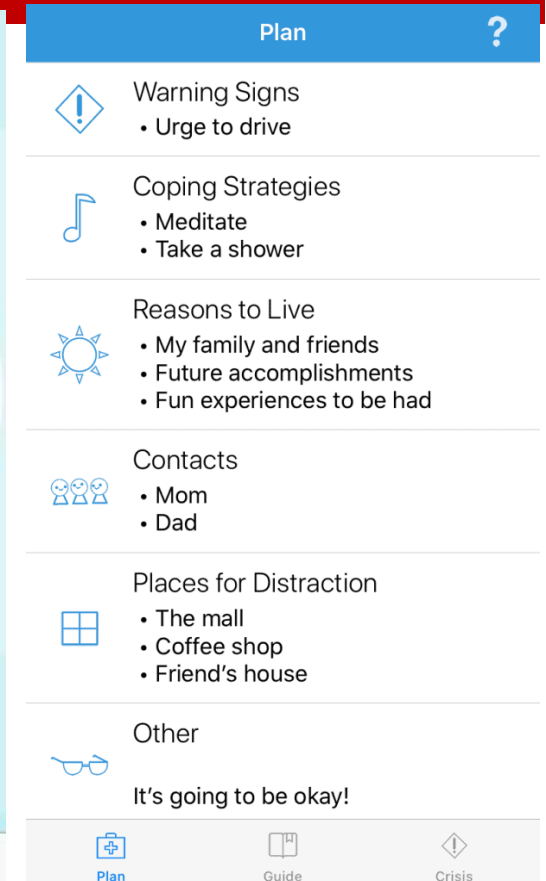 Plan
?
Warning Signs
• Urge to drive
Coping Strategies
• Meditate
• Take a shower
Reasons to Live
• My family and friends
• Future accomplishments
• Fun experiences to be had
Contacts
• Mom
• Dad
Places for Distraction
• The mall
• Coffee shop
• Friend’s house
Other
It’s going to be okay!
Plan
Guide
Crisis